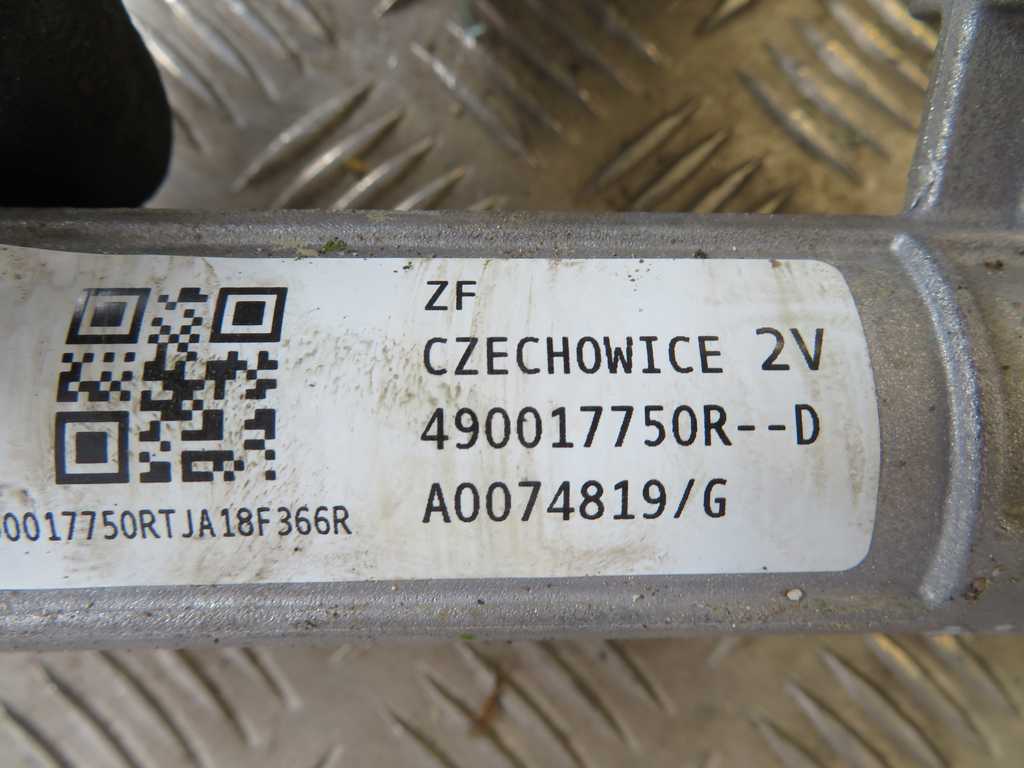 ZF
CZECHOWICE 2V
490017750R--D
A0074819/G
0017750RTJA18F366R